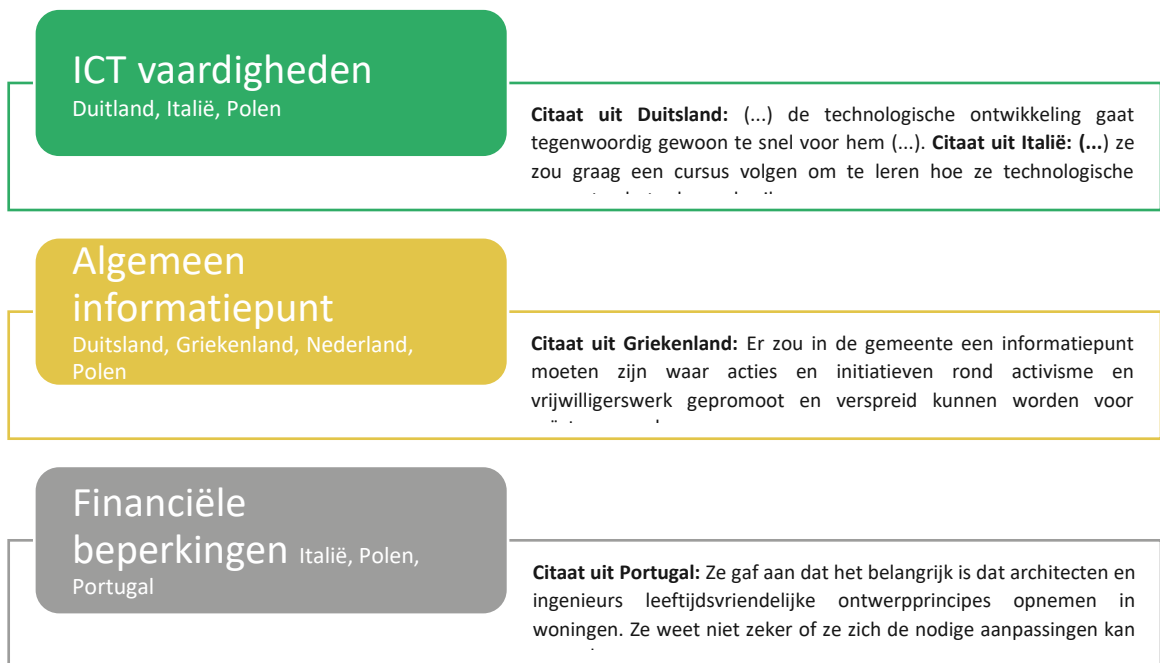 ICT vaardigheden
Duitland, Italië, Polen
Citaat uit Duitsland: (...) de technologische ontwikkeling gaat
tegenwoordig gewoon te snel voor hem (...). Citaat uit Italië: (...) ze
zou graag een cursus volgen om te leren hoe ze technologische
Algemeen
informatiepunt
Duitsland, Griekenland, Nederland,
Polen
Citaat uit Griekenland: Er zou in de gemeente een informatiepunt
moeten zijn waar acties en initiatieven rond activisme en
vrijwilligerswerk gepromoot en verspreid kunnen worden voor
Financiële
beperkingen Italië, Polen,
Portugal
Citaat uit Portugal: Ze gaf aan dat het belangrijk is dat architecten en
ingenieurs leeftijdsvriendelijke ontwerpprincipes opnemen in
woningen. Ze weet niet zeker of ze zich de nodige aanpassingen kan